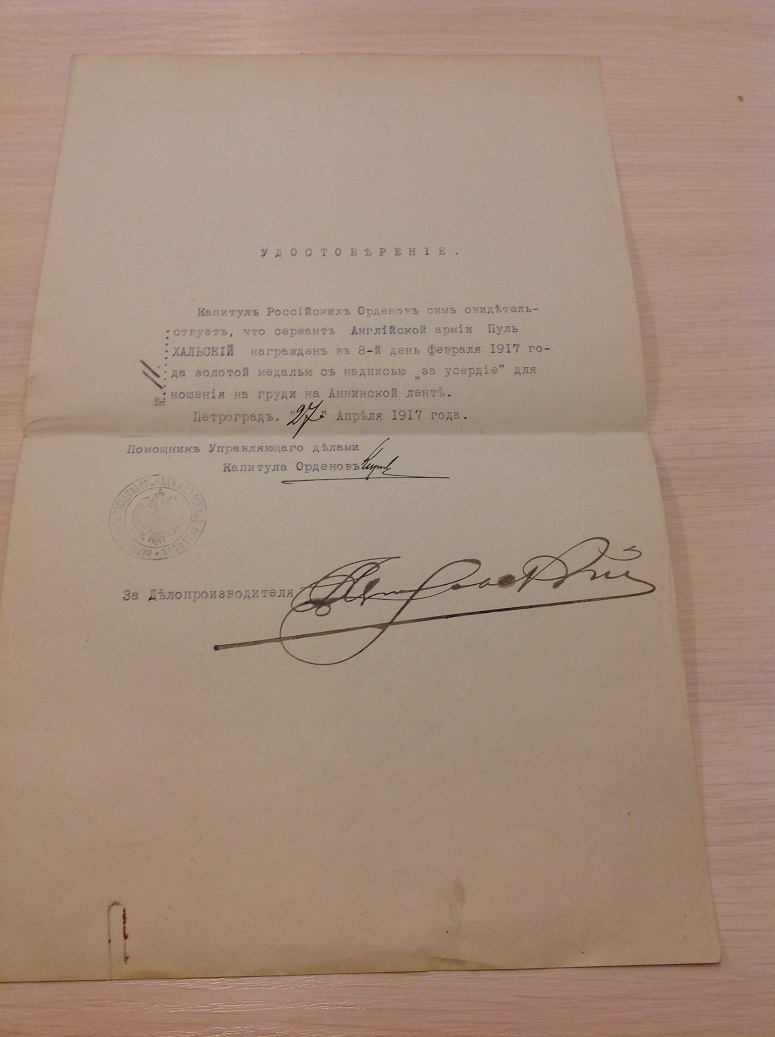 УДОСТОВѢРЕНІЕ.
Капитулъ Россійскихъ Орденовъ симъ свидѣтель-
ствуетъ, что сержантъ Англійской арміи Пуль
ХАЛЬСКІЙ награжденъ въ 8-й день февраля 1917 го-
да золотой медалью съ надписью „за усердіе" для
ношенія на груди на Аннинской лентѣ.
Петроградъ. "27" Апрѣля 1917 года.
Помощникъ Управляющаго дѣлами
Капитула Орденовъ
За Дѣлопроизводителя